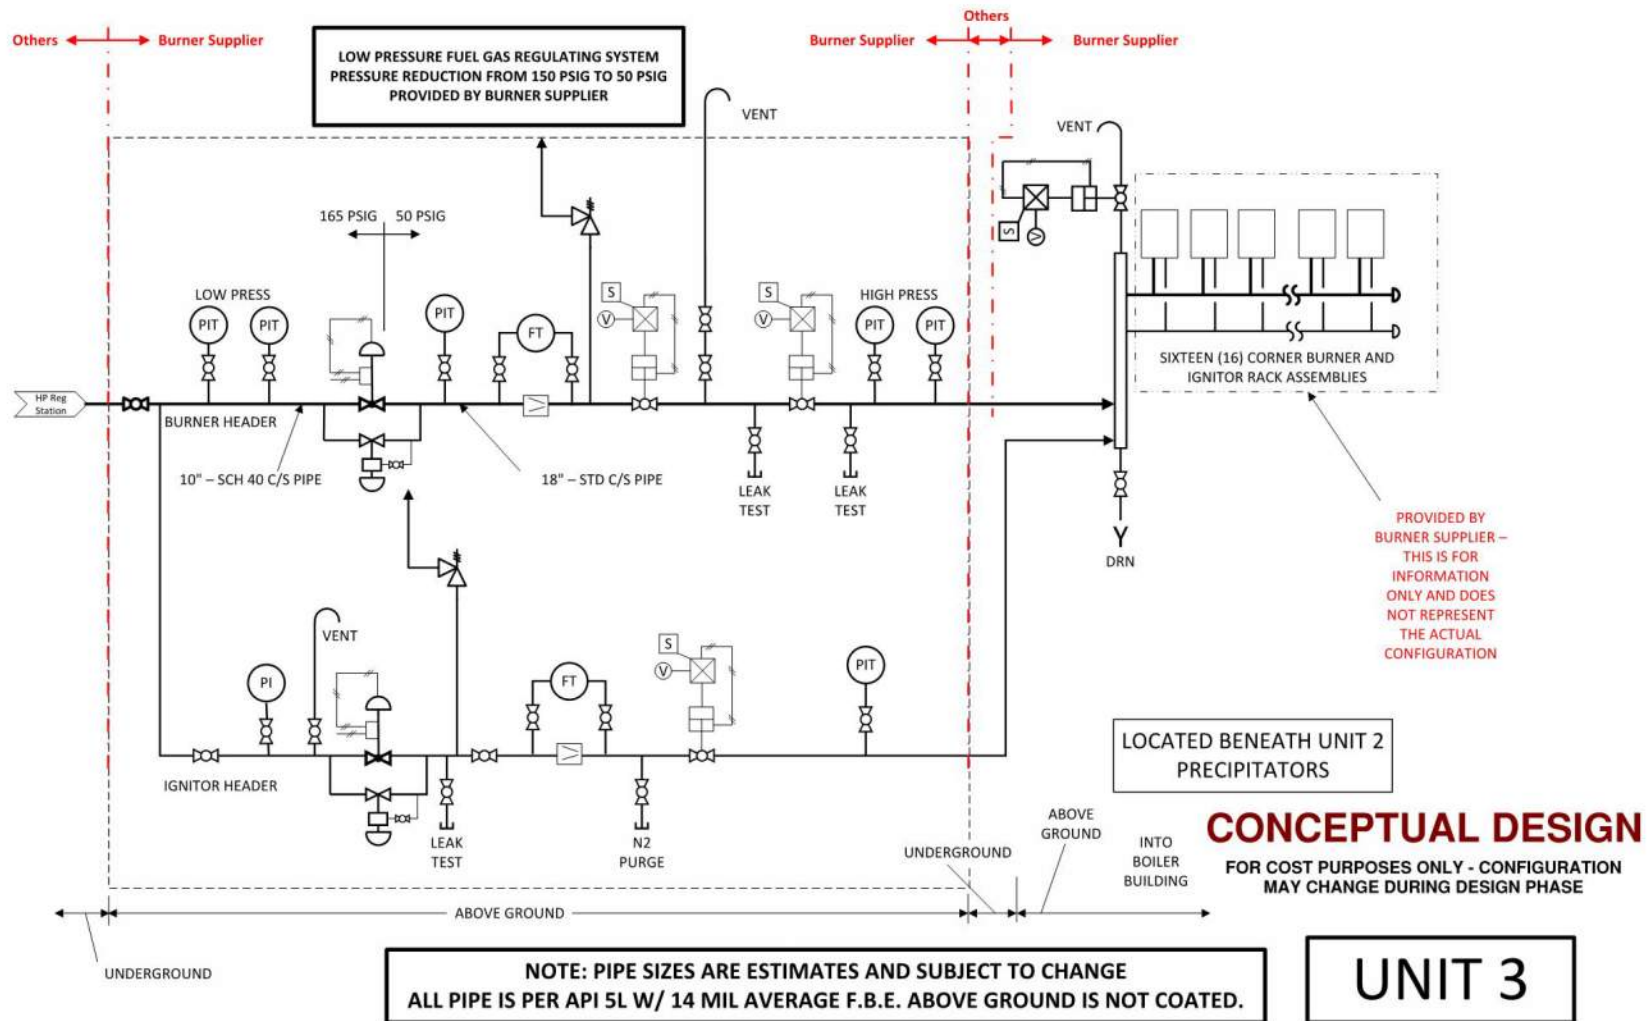 Others
Burner Supplier
LOW PRESSURE FUEL GAS REGULATING SYSTEM
PRESSURE REDUCTION FROM 150 PSIG TO 50 PSIG
PROVIDED BY BURNER SUPPLIER
Burner Supplier
Others
Burner Supplier
VENT
VENT
165 PSIG
50 PSIG
S
V
LOW PRESS
PIT
PIT
PIT
FT
S
V
S
V
HIGH PRESS
PIT
PIT
SIXTEEN (16) CORNER BURNER AND
IGNITOR RACK ASSEMBLIES
HP Reg
Station
BURNER HEADER
10" – SCH 40 C/S PIPE
18" – STD C/S PIPE
LEAK
TEST
LEAK
TEST
Y
DRN
PROVIDED BY
BURNER SUPPLIER –
THIS IS FOR
INFORMATION
ONLY AND DOES
NOT REPRESENT
THE ACTUAL
CONFIGURATION
VENT
PI
FT
S
V
PIT
IGNITOR HEADER
LEAK
TEST
N2
PURGE
LOCATED BENEATH UNIT 2
PRECIPITATORS
UNDERGROUND
ABOVE
GROUND
INTO
BOILER
BUILDING
CONCEPTUAL DESIGN
FOR COST PURPOSES ONLY - CONFIGURATION
MAY CHANGE DURING DESIGN PHASE
ABOVE GROUND
UNDERGROUND
NOTE: PIPE SIZES ARE ESTIMATES AND SUBJECT TO CHANGE
ALL PIPE IS PER API 5L W/ 14 MIL AVERAGE F.B.E. ABOVE GROUND IS NOT COATED.
UNIT 3